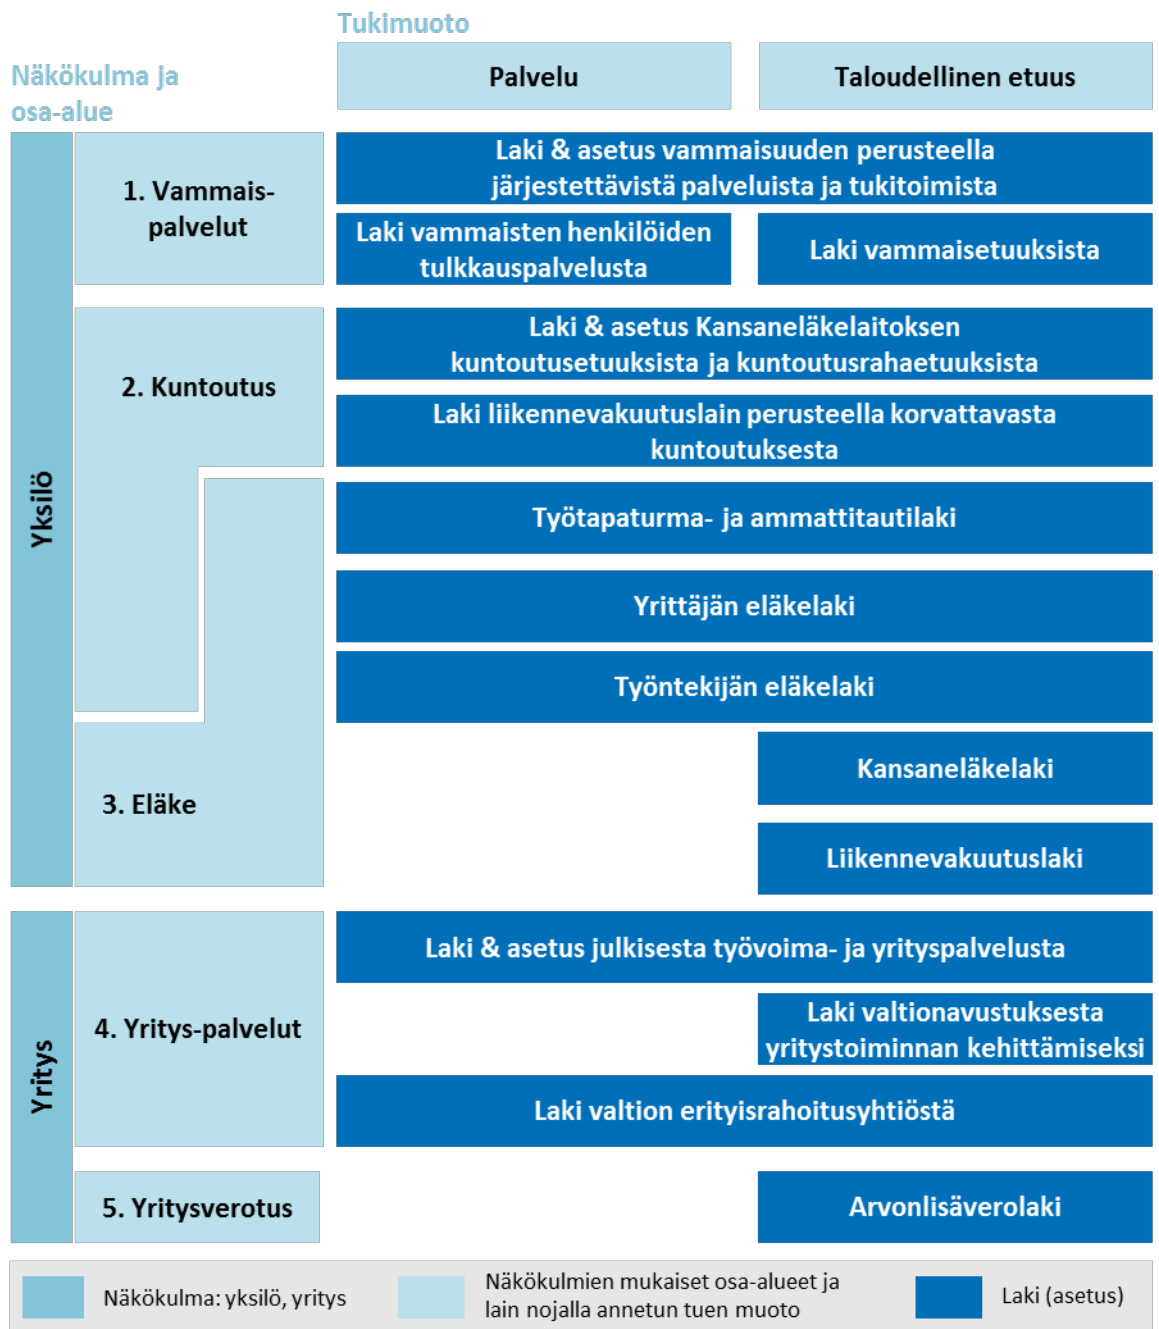 Tukimuoto
Näkökulma ja
osa-alue
Palvelu
Taloudellinen etuus
Yksilö
1. Vammais-
palvelut
Laki & asetus vammaisuuden perusteella
järjestettävistä palveluista ja tukitoimista
Laki vammaisten henkilöiden
tulkkauspalvelusta
Laki vammaisetuuksista
2. Kuntoutus
Laki & asetus Kansaneläkelaitoksen
kuntoutusetuuksista ja kuntoutusrahaetuuksista
Laki liikennevakuutuslain perusteella korvattavasta
kuntoutuksesta
Työtapaturma- ja ammattitautilaki
Yrittäjän eläkelaki
Työntekijän eläkelaki
3. Eläke
Kansaneläkelaki
Liikennevakuutuslaki
Yritys
4. Yritys-palvelut
Laki & asetus julkisesta työvoima- ja yrityspalvelusta
Laki valtionavustuksesta
yritystoiminnan kehittämiseksi
Laki valtion erityisrahoitusyhtiöstä
5. Yritysverotus
Arvonlisäverolaki
Näkökulma: yksilö, yritys
Näkökulmien mukaiset osa-alueet ja
lain nojalla annetun tuen muoto
Laki (asetus)